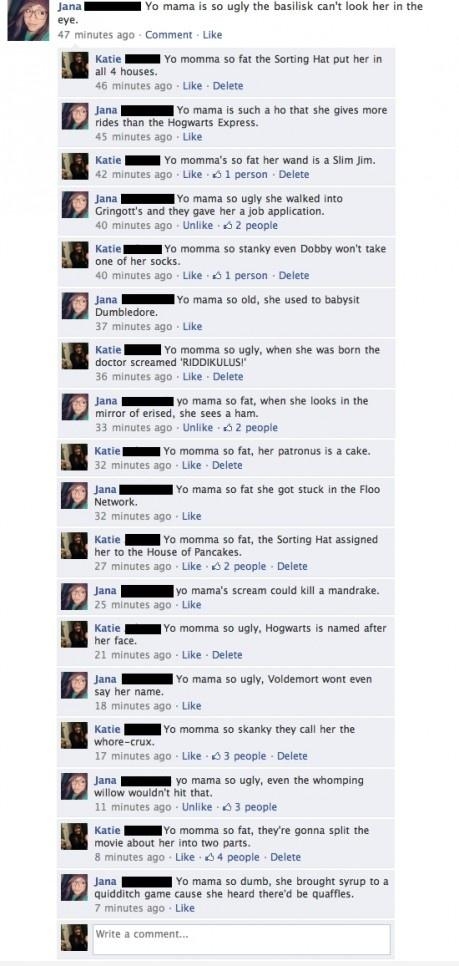 Jana Yo mama is so ugly the basilisk can't look her in the
eye.
47 minutes ago · Comment · Like
Katie Yo momma so fat the Sorting Hat put her in
all 4 houses.
46 minutes ago · Like · Delete
Jana Yo mama is such a ho that she gives more
rides than the Hogwarts Express.
45 minutes ago · Like
Katie Yo momma's so fat her wand is a Slim Jim.
42 minutes ago · Like · 1 person · Delete
Jana Yo mama so ugly she walked into
Gringott's and they gave her a job application.
40 minutes ago · Unlike · 2 people
Katie Yo momma so stanky even Dobby won't take
one of her socks.
40 minutes ago · Like · 1 person · Delete
Jana Yo mama so old, she used to babysit
Dumbledore.
37 minutes ago · Like
Katie Yo momma so ugly, when she was born the
doctor screamed 'RIDDIKULUS!'
36 minutes ago · Like · Delete
Jana yo mama so fat, when she looks in the
mirror of erised, she sees a ham.
33 minutes ago · Unlike · 2 people
Katie Yo momma so fat, her patronus is a cake.
32 minutes ago · Like · Delete
Jana Yo mama so fat she got stuck in the Floo
Network.
32 minutes ago · Like
Katie Yo momma so fat, the Sorting Hat assigned
her to the House of Pancakes.
27 minutes ago · Like · 2 people · Delete
Jana yo mama's scream could kill a mandrake.
25 minutes ago · Like
Katie Yo momma so ugly, Hogwarts is named after
her face.
21 minutes ago · Like · Delete
Jana Yo mama so ugly, Voldemort wont even
say her name.
18 minutes ago · Like
Katie Yo momma so skanky they call her the
whore-crux.
17 minutes ago · Like · 3 people · Delete
Jana yo mama so ugly, even the whomping
willow wouldn't hit that.
11 minutes ago · Unlike · 3 people
Katie Yo momma so fat, they're gonna split the
movie about her into two parts.
8 minutes ago · Like · 4 people · Delete
Jana Yo mama so dumb, she brought syrup to a
quidditch game cause she heard there'd be quaffles.
7 minutes ago · Like
Write a comment...